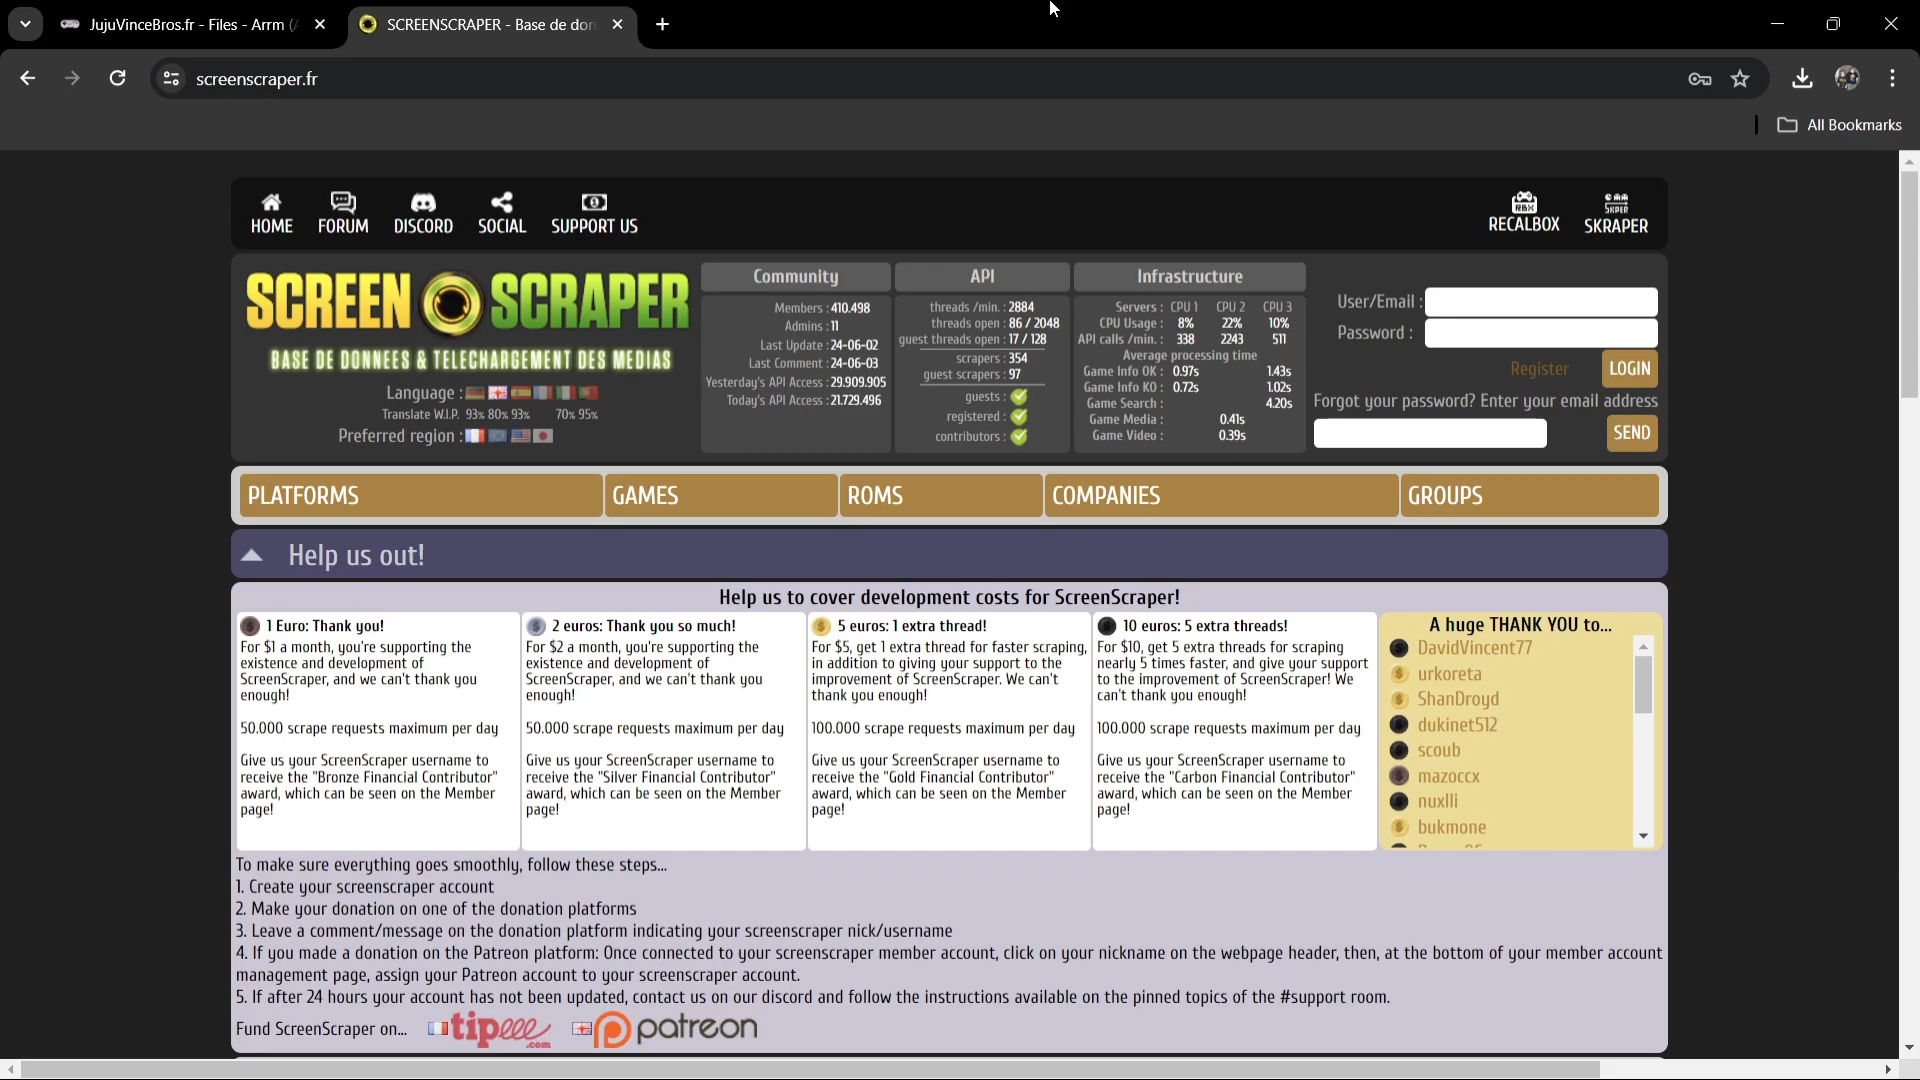 JujuVinceBros.fr - Files - Arrm (
SCREENSCRAPER - Base de don
screenscraper.fr
All Bookmarks
HOME
FORUM
DISCORD
SOCIAL
SUPPORT US
RBX
RECALBOX
SKPER
SKRAPER
SCREEN SCRAPER
BASE DE DONNEES & TELECHARGEMENT DES MEDIAS
Language :
Translate W.I.P. 93% 80% 93% 70% 95%
Preferred region :
Community
Members : 410.498
Admins : 11
Last Update : 24-06-02
Last Comment : 24-06-03
Yesterday's API Access : 29.909.905
Today's API Access : 21.729.496
API
threads /min. : 2884
threads open : 86 / 2048
guest threads open : 17 / 128
scrapers : 354
guest scrapers : 97
guests :
registered :
contributors :
Infrastructure
Servers : CPU 1 CPU 2 CPU 3
CPU Usage : 8% 22% 10%
API calls /min. : 338 2243 511
Average processing time
Game Info OK : 0.97s 1.43s
Game Info KO : 0.72s 1.02s
Game Search : 4.20s
Game Media : 0.41s
Game Video : 0.39s
User/Email :
Password :
Register
LOGIN
Forgot your password? Enter your email address
SEND
PLATFORMS
GAMES
ROMS
COMPANIES
GROUPS
Help us out!
Help us to cover development costs for ScreenScraper!
1 Euro: Thank you!
For $1 a month, you're supporting the
existence and development of
ScreenScraper, and we can't thank you
enough!
50.000 scrape requests maximum per day
Give us your ScreenScraper username to
receive the "Bronze Financial Contributor"
award, which can be seen on the Member
page!
2 euros: Thank you so much!
For $2 a month, you're supporting the
existence and development of
ScreenScraper, and we can't thank you
enough!
50.000 scrape requests maximum per day
Give us your ScreenScraper username to
receive the "Silver Financial Contributor"
award, which can be seen on the Member
page!
5 euros: 1 extra thread!
For $5, get 1 extra thread for faster scraping,
in addition to giving your support to the
improvement of ScreenScraper. We can't
thank you enough!
100.000 scrape requests maximum per day
Give us your ScreenScraper username to
receive the "Gold Financial Contributor"
award, which can be seen on the Member
page!
10 euros: 5 extra threads!
For $10, get 5 extra threads for scraping
nearly 5 times faster, and give your support
to the improvement of ScreenScraper! We
can't thank you enough!
100.000 scrape requests maximum per day
Give us your ScreenScraper username to
receive the "Carbon Financial Contributor"
award, which can be seen on the Member
page!
A huge THANK YOU to...
DavidVincent77
urkoreta
ShanDroyd
dukinet512
scoub
mazoccx
nuxlli
bukmone
To make sure everything goes smoothly, follow these steps...
1. Create your screenscraper account
2. Make your donation on one of the donation platforms
3. Leave a comment/message on the donation platform indicating your screenscraper nick/username
4. If you made a donation on the Patreon platform: Once connected to your screenscraper member account, click on your nickname on the webpage header, then, at the bottom of your member account
management page, assign your Patreon account to your screenscraper account.
5. If after 24 hours your account has not been updated, contact us on our discord and follow the instructions available on the pinned topics of the #support room.
Fund ScreenScraper on...
tipeee
.com
patreon